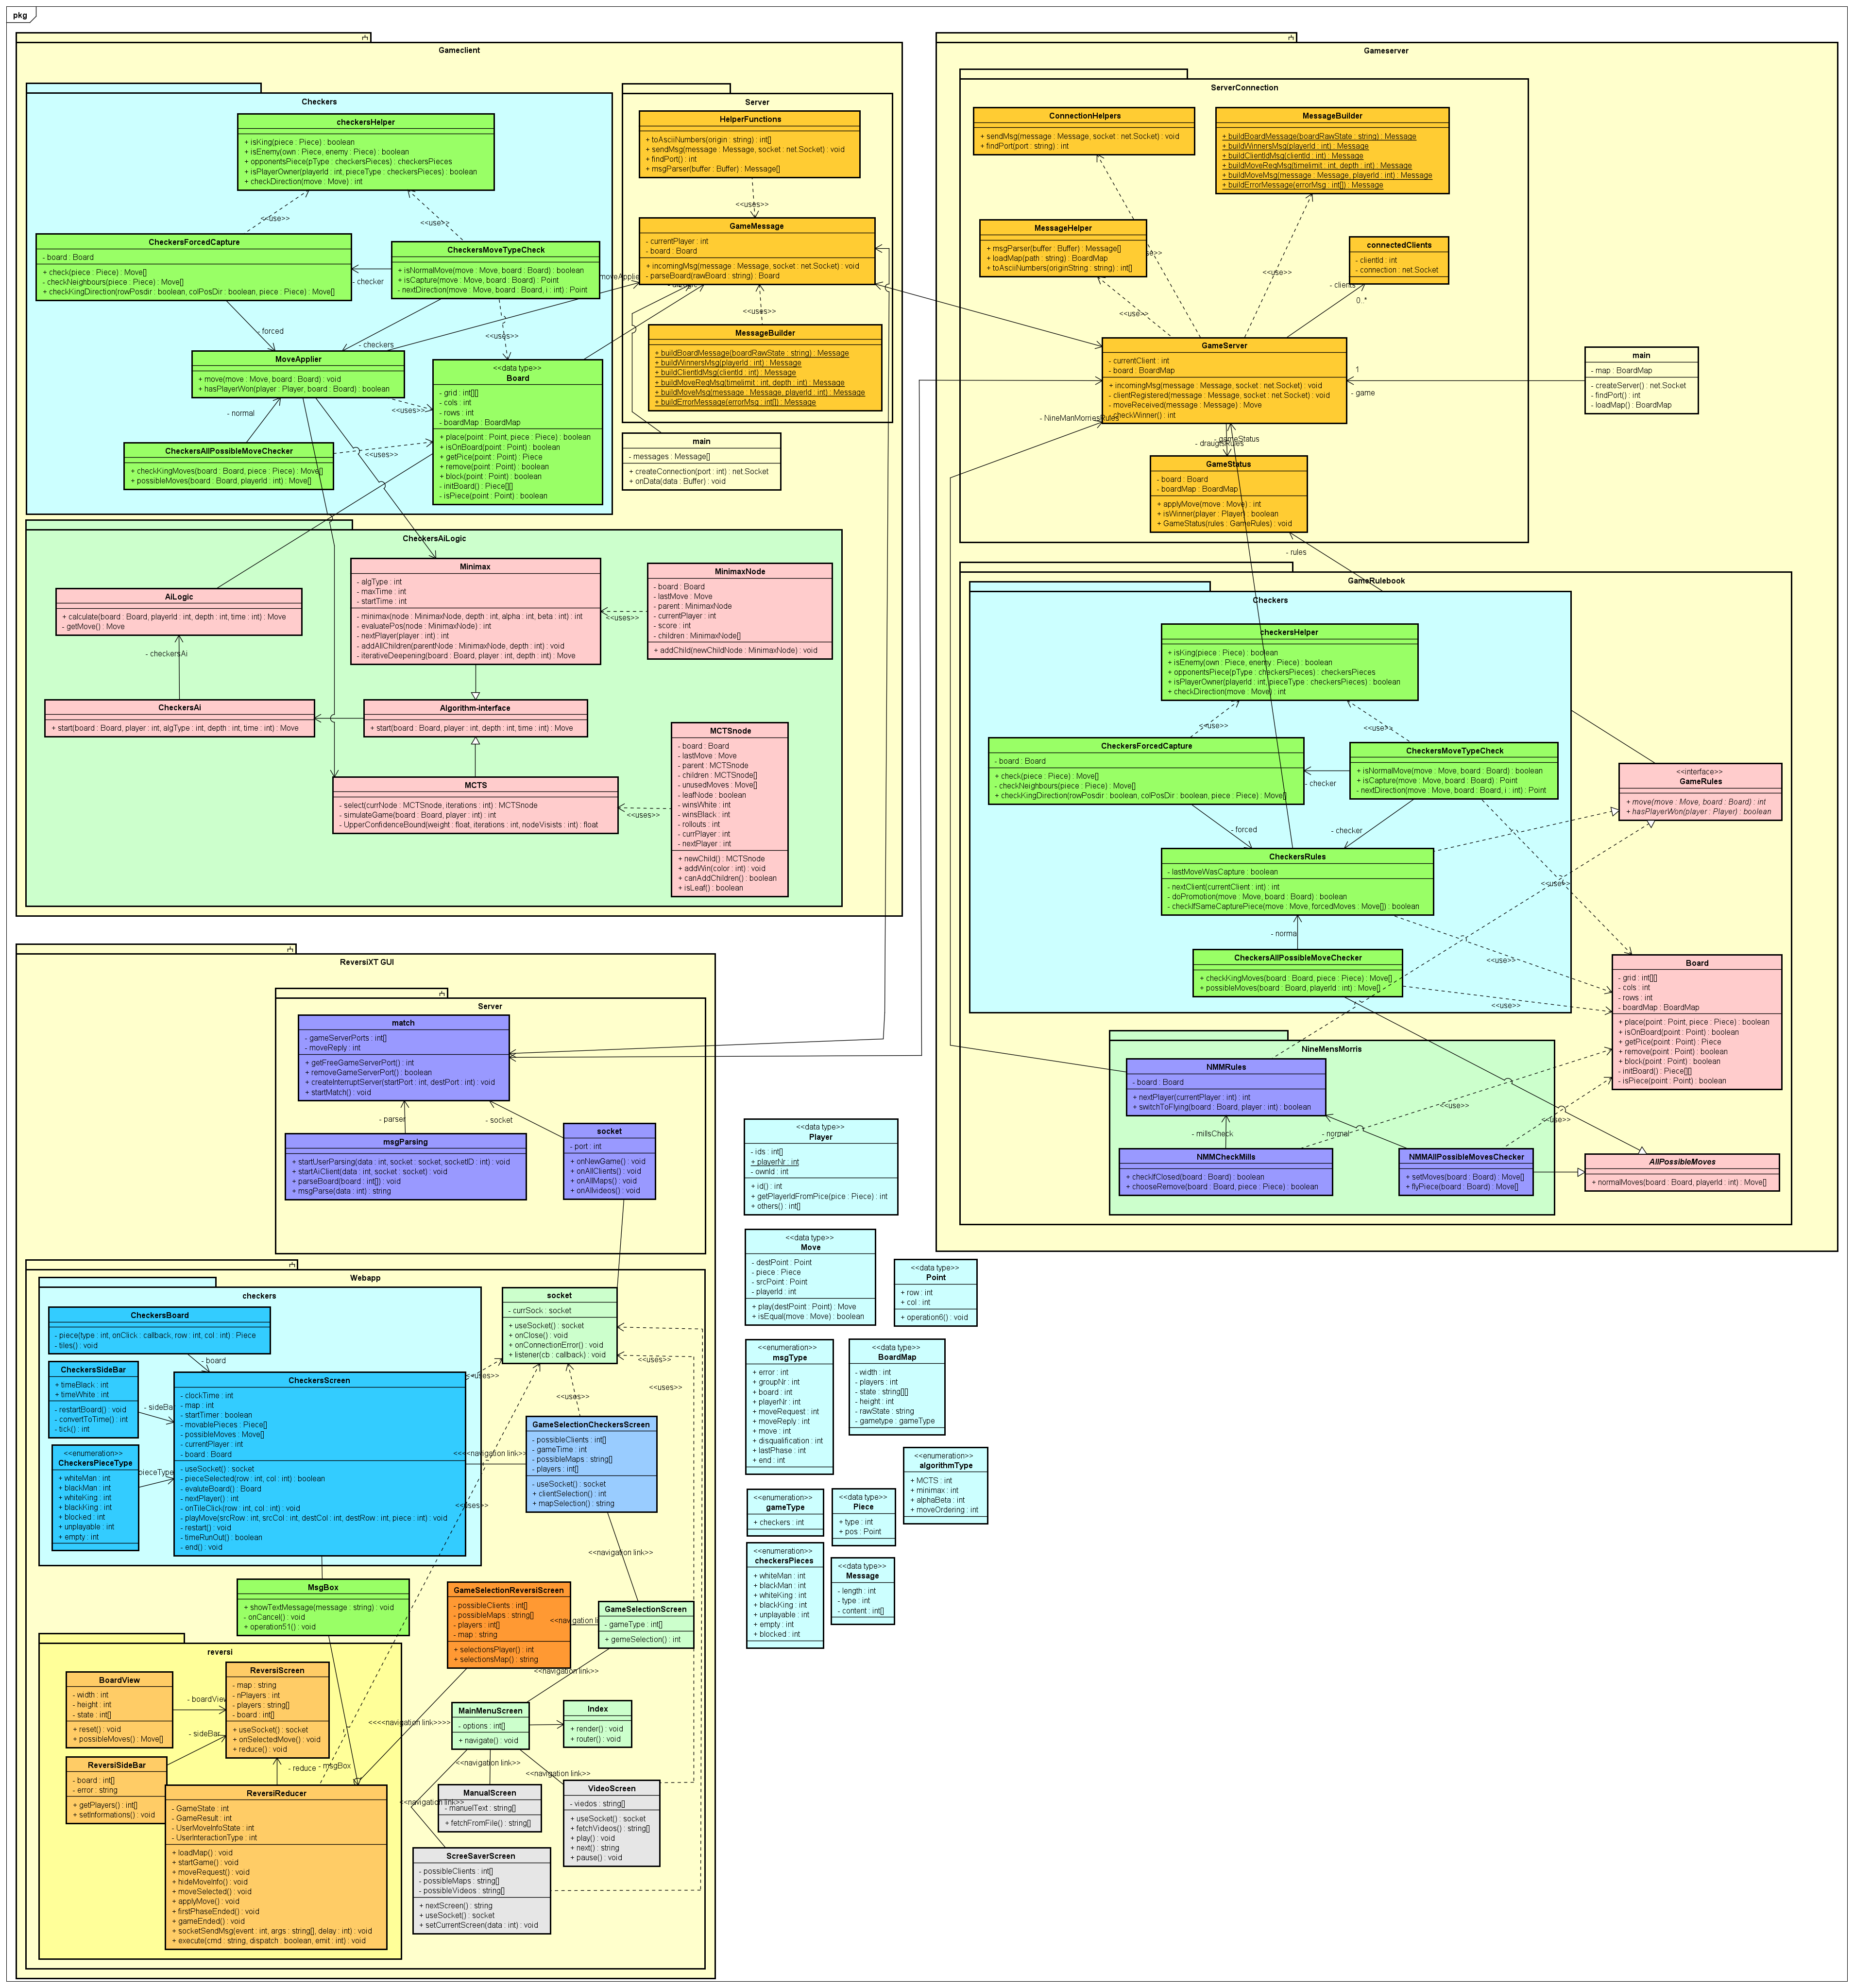 pkg
Gameclient
Checkers
checkersHelper
+ isKing(piece : Piece) : boolean
+ isEnemy(own : Piece, enemy : Piece) : boolean
+ opponentsPiece(pType : checkersPieces) : checkersPieces
+ isPlayerOwner(playerId : int, pieceType : checkersPieces) : boolean
+ checkDirection(move : Move) : int
<<use>>
<<use>>
CheckersForcedCapture
- board : Board
+ check(piece : Piece) : Move[]
- checkNeighbours(piece : Piece) : Move[]
+ checkKingDirection(rowPosdir : boolean, colPosDir : boolean, piece : Piece) : Move[]
- checker
CheckersMoveTypeCheck
+ isNormalMove(move : Move, board : Board) : boolean
+ isCapture(move : Move, board : Board) : Point
- nextDirection(move : Move, board : Board, i : int) : Point
- forced
- checkers
<<uses>>
MoveApplier
+ move(move : Move, board : Board) : void
+ hasPlayerWon(player : Player, board : Board) : boolean
- normal
<<uses>>
CheckersAllPossibleMoveChecker
+ checkKingMoves(board : Board, piece : Piece) : Move[]
+ possibleMoves(board : Board, playerId : int) : Move[]
<<uses>>
<<data type>>
Board
- grid : int[][]
- cols : int
- rows : int
- boardMap : BoardMap
+ place(point : Point, piece : Piece) : boolean
+ isOnBoard(point : Point) : boolean
+ getPice(point : Point) : Piece
+ remove(point : Point) : boolean
+ block(point : Point) : boolean
- initBoard() : Piece[][]
- isPiece(point : Point) : boolean
Server
HelperFunctions
+ toAsciiNumbers(origin : string) : int[]
+ sendMsg(message : Message, socket : net.Socket) : void
+ findPort() : int
+ msgParser(buffer : Buffer) : Message[]
<<uses>>
GameMessage
- currentPlayer : int
- board : Board
+ incomingMsg(message : Message, socket : net.Socket) : void
- parseBoard(rawBoard : string) : Board
<<uses>>
MessageBuilder
+ buildBoardMessage(boardRawState : string) : Message
+ buildWinnersMsg(playerId : int) : Message
+ buildClientIdMsg(clientId : int) : Message
+ buildMoveReqMsg(timelimit : int, depth : int) : Message
+ buildMoveMsg(message : Message, playerId : int) : Message
+ buildErrorMessage(errorMsg : int[]) : Message
main
- messages : Message[]
+ createConnection(port : int) : net.Socket
+ onData(data : Buffer) : void
CheckersAiLogic
AiLogic
+ calculate(board : Board, playerId : int, depth : int, time : int) : Move
- getMove() : Move
- checkersAi
CheckersAi
+ start(board : Board, player : int, algType : int, depth : int, time : int) : Move
Minimax
- algType : int
- maxTime : int
- startTime : int
- minimax(node : MinimaxNode, depth : int, alpha : int, beta : int) : int
- evaluatePos(node : MinimaxNode) : int
- nextPlayer(player : int) : int
- addAllChildren(parentNode : MinimaxNode, depth : int) : void
- iterativeDeepening(board : Board, player : int, depth : int) : Move
<<uses>>
MinimaxNode
- board : Board
- lastMove : Move
- parent : MinimaxNode
- currentPlayer : int
- score : int
- children : MinimaxNode[]
+ addChild(newChildNode : MinimaxNode) : void
Algorithm-interface
+ start(board : Board, player : int, depth : int, time : int) : Move
MCTS
- select(currNode : MCTSnode, iterations : int) : MCTSnode
- simulateGame(board : Board, player : int) : int
- UpperConfidenceBound(weight : float, iterations : int, nodeVisists : int) : float
<<uses>>
MCTSnode
- board : Board
- lastMove : Move
- parent : MCTSnode
- children : MCTSnode[]
- unusedMoves : Move[]
- leafNode : boolean
- winsWhite : int
- winsBlack : int
- rollouts : int
- currPlayer : int
- nextPlayer : int
+ newChild() : MCTSnode
+ addWin(color : int) : void
+ canAddChildren() : boolean
+ isLeaf() : boolean
Gameserver
ServerConnection
ConnectionHelpers
+ sendMsg(message : Message, socket : net.Socket) : void
+ findPort(port : string) : int
MessageBuilder
+ buildBoardMessage(boardRawState : string) : Message
+ buildWinnersMsg(playerId : int) : Message
+ buildClientIdMsg(clientId : int) : Message
+ buildMoveReqMsg(timelimit : int, depth : int) : Message
+ buildMoveMsg(message : Message, playerId : int) : Message
+ buildErrorMessage(errorMsg : int[]) : Message
MessageHelper
+ msgParser(buffer : Buffer) : Message[]
+ loadMap(path : string) : BoardMap
+ toAsciiNumbers(originString : string) : int[]
connectedClients
- clientId : int
- connection : net.Socket
<<use>>
<<use>>
- clients
0..*
GameServer
- currentClient : int
- board : BoardMap
+ incomingMsg(message : Message, socket : net.Socket) : void
- clientRegistered(message : Message, socket : net.Socket) : void
- moveReceived(message : Message) : Move
- checkWinner() : int
1
- game
main
- map : BoardMap
- createServer() : net.Socket
- findPort() : int
- loadMap() : BoardMap
- NineManMorriesRules
- gameStatus
- draugtsRules
GameStatus
- board : Board
- boardMap : BoardMap
+ applyMove(move : Move) : int
+ isWinner(player : Player) : boolean
+ GameStatus(rules : GameRules) : void
- rules
GameRulebook
Checkers
checkersHelper
+ isKing(piece : Piece) : boolean
+ isEnemy(own : Piece, enemy : Piece) : boolean
+ opponentsPiece(pType : checkersPieces) : checkersPieces
+ isPlayerOwner(playerId : int, pieceType : checkersPieces) : boolean
+ checkDirection(move : Move) : int
<<use>>
<<use>>
CheckersForcedCapture
- board : Board
+ check(piece : Piece) : Move[]
- checkNeighbours(piece : Piece) : Move[]
+ checkKingDirection(rowPosdir : boolean, colPosDir : boolean, piece : Piece) : Move[]
- checker
CheckersMoveTypeCheck
+ isNormalMove(move : Move, board : Board) : boolean
+ isCapture(move : Move, board : Board) : Point
- nextDirection(move : Move, board : Board, i : int) : Point
- forced
- checker
CheckersRules
- lastMoveWasCapture : boolean
- nextClient(currentClient : int) : int
- doPromotion(move : Move, board : Board) : boolean
- checkIfSameCapturePiece(move : Move, forcedMoves : Move[]) : boolean
- normal
CheckersAllPossibleMoveChecker
+ checkKingMoves(board : Board, piece : Piece) : Move[]
+ possibleMoves(board : Board, playerId : int) : Move[]
<<interface>>
GameRules
+ move(move : Move, board : Board) : int
+ hasPlayerWon(player : Player) : boolean
<<use>>
<<use>>
<<use>>
Board
- grid : int[][]
- cols : int
- rows : int
- boardMap : BoardMap
+ place(point : Point, piece : Piece) : boolean
+ isOnBoard(point : Point) : boolean
+ getPice(point : Point) : Piece
+ remove(point : Point) : boolean
+ block(point : Point) : boolean
- initBoard() : Piece[][]
- isPiece(point : Point) : boolean
NineMensMorris
NMMRules
- board : Board
+ nextPlayer(currentPlayer : int) : int
+ switchToFlying(board : Board, player : int) : boolean
<<use>>
<<use>>
- millsCheck
- normal
NMMCheckMills
+ checkIfClosed(board : Board) : boolean
+ chooseRemove(board : Board, piece : Piece) : boolean
NMMAllPossibleMovesChecker
+ setMoves(board : Board) : Move[]
+ flyPiece(board : Board) : Move[]
AllPossibleMoves
+ normalMoves(board : Board, playerId : int) : Move[]
ReversiXT GUI
Server
match
- gameServerPorts : int[]
- moveReply : int
+ getFreeGameServerPort() : int
+ removeGameServerPort() : boolean
+ createInterruptServer(startPort : int, destPort : int) : void
+ startMatch() : void
- parser
- socket
msgParsing
+ startUserParsing(data : int, socket : socket, socketID : int) : void
+ startAiClient(data : int, socket : socket) : void
+ parseBoard(board : int[]) : void
+ msgParse(data : int) : string
socket
- port : int
+ onNewGame() : void
+ onAllClients() : void
+ onAllMaps() : void
+ onAllvideos() : void
Webapp
checkers
CheckersBoard
- piece(type : int, onClick : callback, row : int, col : int) : Piece
- tiles() : void
- board
CheckersSideBar
+ timeBlack : int
+ timeWhite : int
- restartBoard() : void
- convertToTime() : int
- tick() : int
- sideBar
<<enumeration>>
CheckersPieceType
+ whiteMan : int
+ blackMan : int
+ whiteKing : int
+ blackKing : int
+ blocked : int
+ unplayable : int
+ empty : int
pieceType
CheckersScreen
- clockTime : int
- map : int
- startTimer : boolean
- movablePieces : Piece[]
- possibleMoves : Move[]
- currentPlayer : int
- board : Board
- useSocket() : socket
- pieceSelected(row : int, col : int) : boolean
- evaluteBoard() : Board
- nextPlayer() : int
- onTileClick(row : int, col : int) : void
- playMove(srcRow : int, srcCol : int, destCol : int, destRow : int, piece : int) : void
- restart() : void
- timeRunOut() : boolean
- end() : void
socket
- currSock : socket
+ useSocket() : socket
+ onClose() : void
+ onConnectionError() : void
+ listener(cb : callback) : void
<<uses>>
<<uses>>
<<uses>>
<<uses>>
GameSelectionCheckersScreen
- possibleClients : int[]
- gameTime : int
- possibleMaps : string[]
- players : int[]
- useSocket() : socket
- clientSelection() : int
- mapSelection() : string
<<navigation link>>
MsgBox
+ showTextMessage(message : string) : void
- onCancel() : void
+ operation51() : void
GameSelectionReversiScreen
- possibleClients : int[]
- possibleMaps : string[]
- players : int[]
- map : string
+ selectionsPlayer() : int
+ selectionsMap() : string
GameSelectionScreen
- gameType : int[]
+ gemeSelection() : int
<<navigation link>>
reversi
BoardView
- width : int
- height : int
- state : int[]
+ reset() : void
+ possibleMoves() : Move[]
- boardView
ReversiScreen
- map : string
- nPlayers : int
- players : string[]
- board : int[]
+ useSocket() : socket
+ onSelectedMove() : void
+ reduce() : void
- sideBar
ReversiSideBar
- board : int[]
- error : string
+ getPlayers() : int[]
+ setInformations() : void
- reduce
- msgBox
ReversiReducer
- GameState : int
- GameResult : int
- UserMoveInfoState : int
- UserInteractionType : int
+ loadMap() : void
+ startGame() : void
+ moveRequest() : void
+ hideMoveInfo() : void
+ moveSelected() : void
+ applyMove() : void
+ firstPhaseEnded() : void
+ gameEnded() : void
+ socketSendMsg(event : int, args : string[], delay : int) : void
+ execute(cmd : string, dispatch : boolean, emit : int) : void
<<<<navigation link>>>>
MainMenuScreen
- options : int[]
+ navigate() : void
Index
+ render() : void
+ router() : void
<<navigation link>>
<<navigation link>>
<<navigation link>>
ManualScreen
- manuelText : string[]
+ fetchFromFile() : string[]
VideoScreen
- viedos : string[]
+ useSocket() : socket
+ fetchVideos() : string[]
+ play() : void
+ next() : string
+ pause() : void
ScreeSaverScreen
- possibleClients : int[]
- possibleMaps : string[]
- possibleVideos : string[]
+ nextScreen() : string
+ useSocket() : socket
+ setCurrentScreen(data : int) : void
<<data type>>
Player
- ids : int[]
+ playerNr : int
- ownId : int
+ id() : int
+ getPlayerIdFromPice(pice : Piece) : int
+ others() : int[]
<<data type>>
Move
- destPoint : Point
- piece : Piece
- srcPoint : Point
- playerId : int
+ play(destPoint : Point) : Move
+ isEqual(move : Move) : boolean
<<data type>>
Point
+ row : int
+ col : int
+ operation6() : void
<<enumeration>>
msgType
+ error : int
+ groupNr : int
+ board : int
+ playerNr : int
+ moveRequest : int
+ moveReply : int
+ move : int
+ disqualification : int
+ lastPhase : int
+ end : int
<<data type>>
BoardMap
- width : int
- players : int
- state : string[][]
- height : int
- rawState : string
- gametype : gameType
<<enumeration>>
algorithmType
+ MCTS : int
+ minimax : int
+ alphaBeta : int
+ moveOrdering : int
<<enumeration>>
gameType
+ checkers : int
<<data type>>
Piece
+ type : int
+ pos : Point
<<enumeration>>
checkersPieces
+ whiteMan : int
+ blackMan : int
+ whiteKing : int
+ blackKing : int
+ unplayable : int
+ empty : int
+ blocked : int
<<data type>>
Message
- length : int
- type : int
- content : int[]